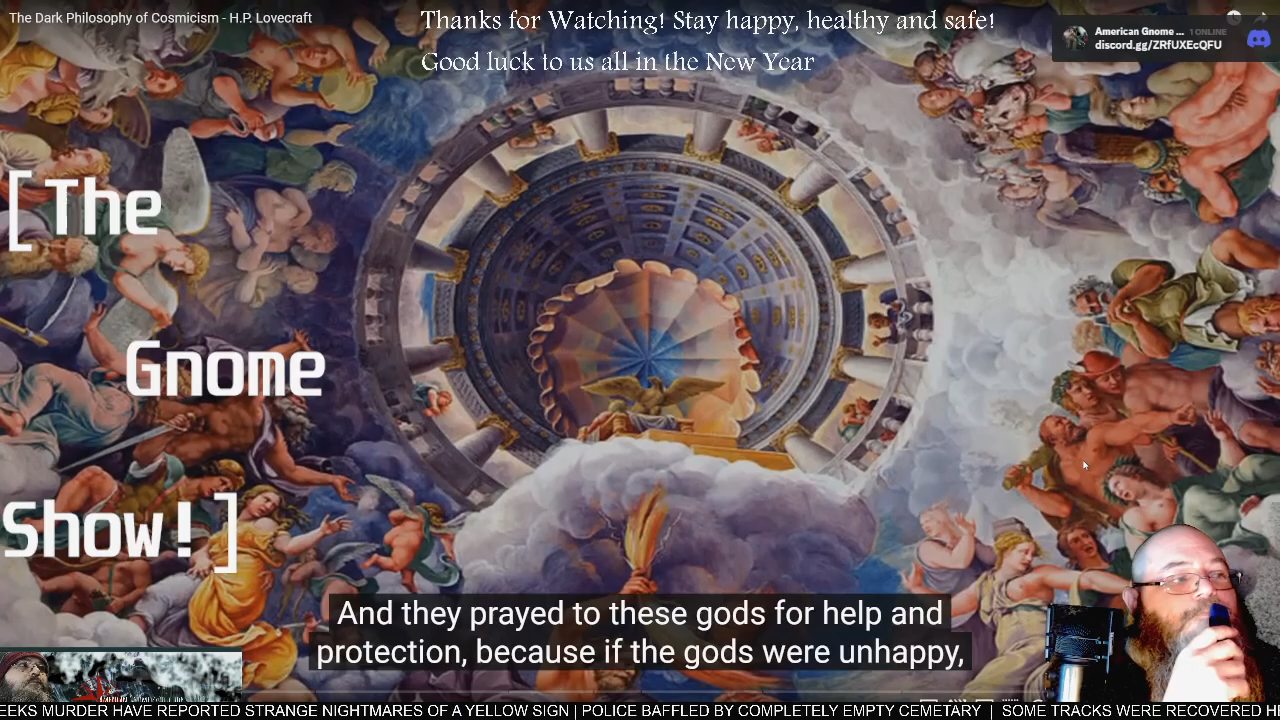 The Dark Philosophy of Cosmicism - H.P. Lovecraft
Thanks for Watching! Stay happy, healthy and safe!
Good luck to us all in the New Year
American Gnome ... 1 ONLINE
discord.gg/ZRfUXEcQFU
[ The
Gnome
Show! ]
And they prayed to these gods for help and
protection, because if the gods were unhappy,
EEKS MURDER HAVE REPORTED STRANGE NIGHTMARES OF A YELLOW SIGN | POLICE BAFFLED BY COMPLETELY EMPTY CEMETARY | SOME TRACKS WERE RECOVERED HE